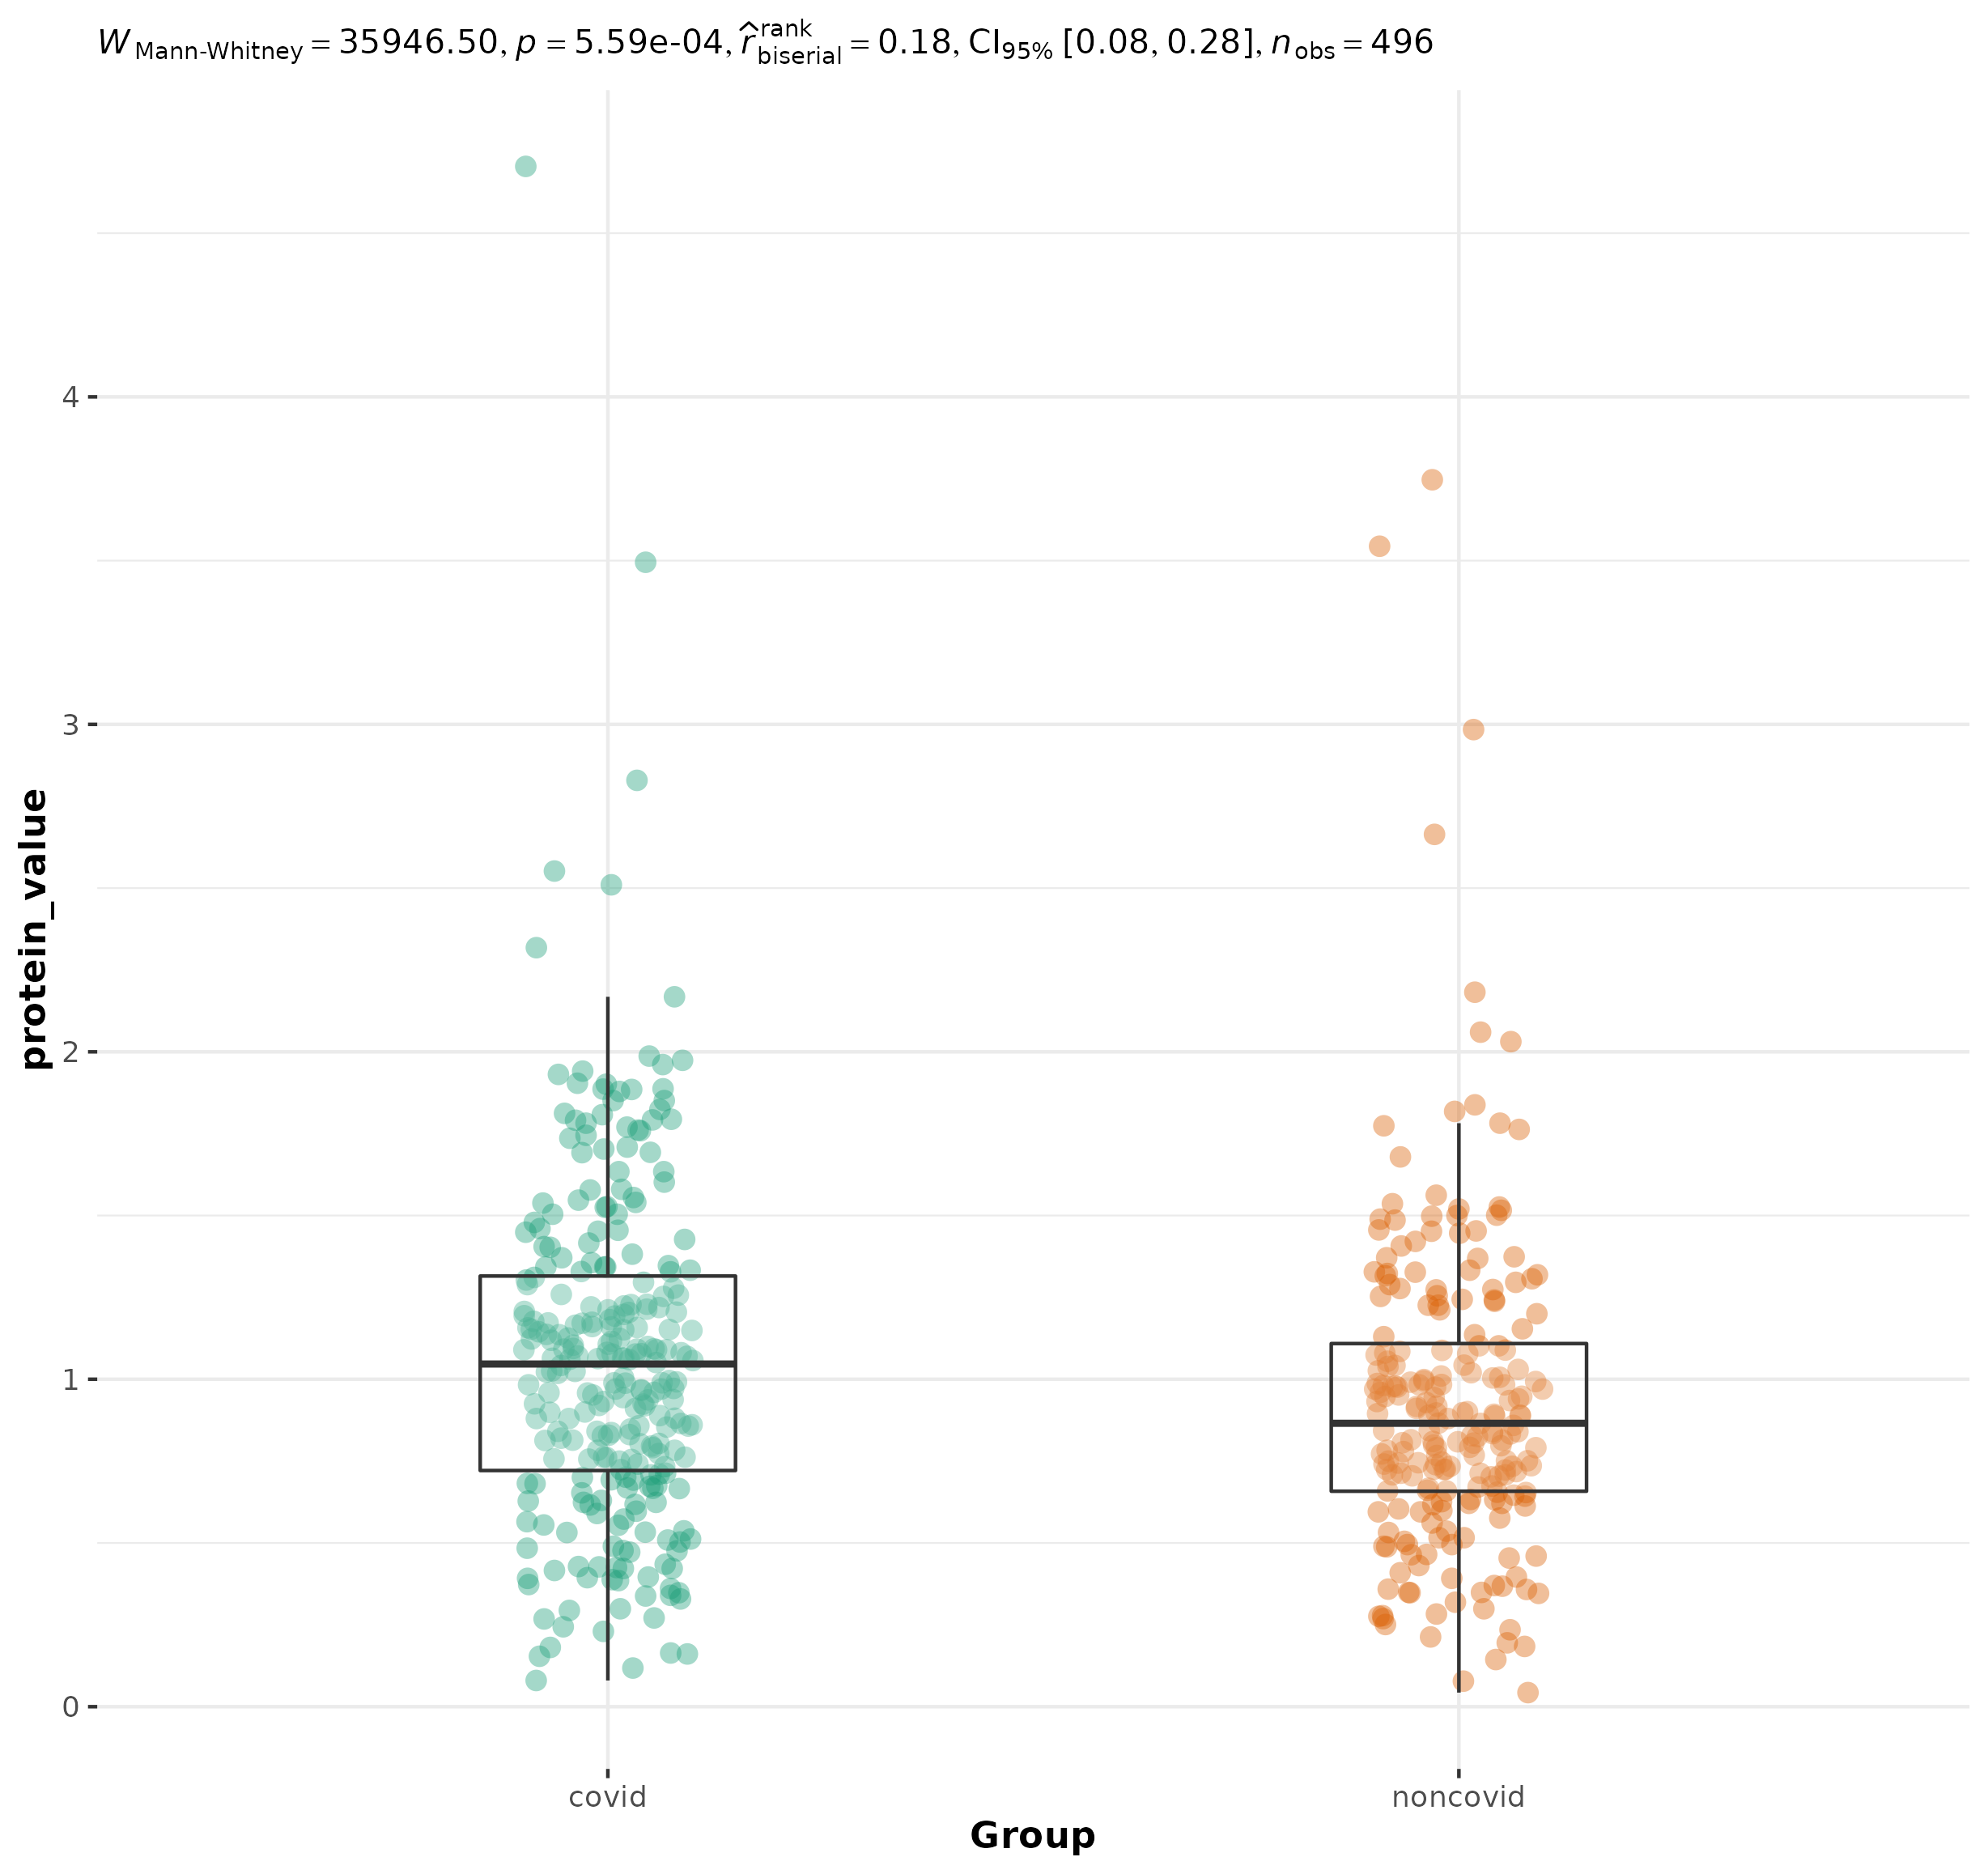 W Mann-Whitney = 35946.50, p = 5.59e-04, r̂ rank biserial = 0.18, CI95% [0.08, 0.28], n obs = 496
protein_value
4
3
2
1
0
covid noncovid
Group